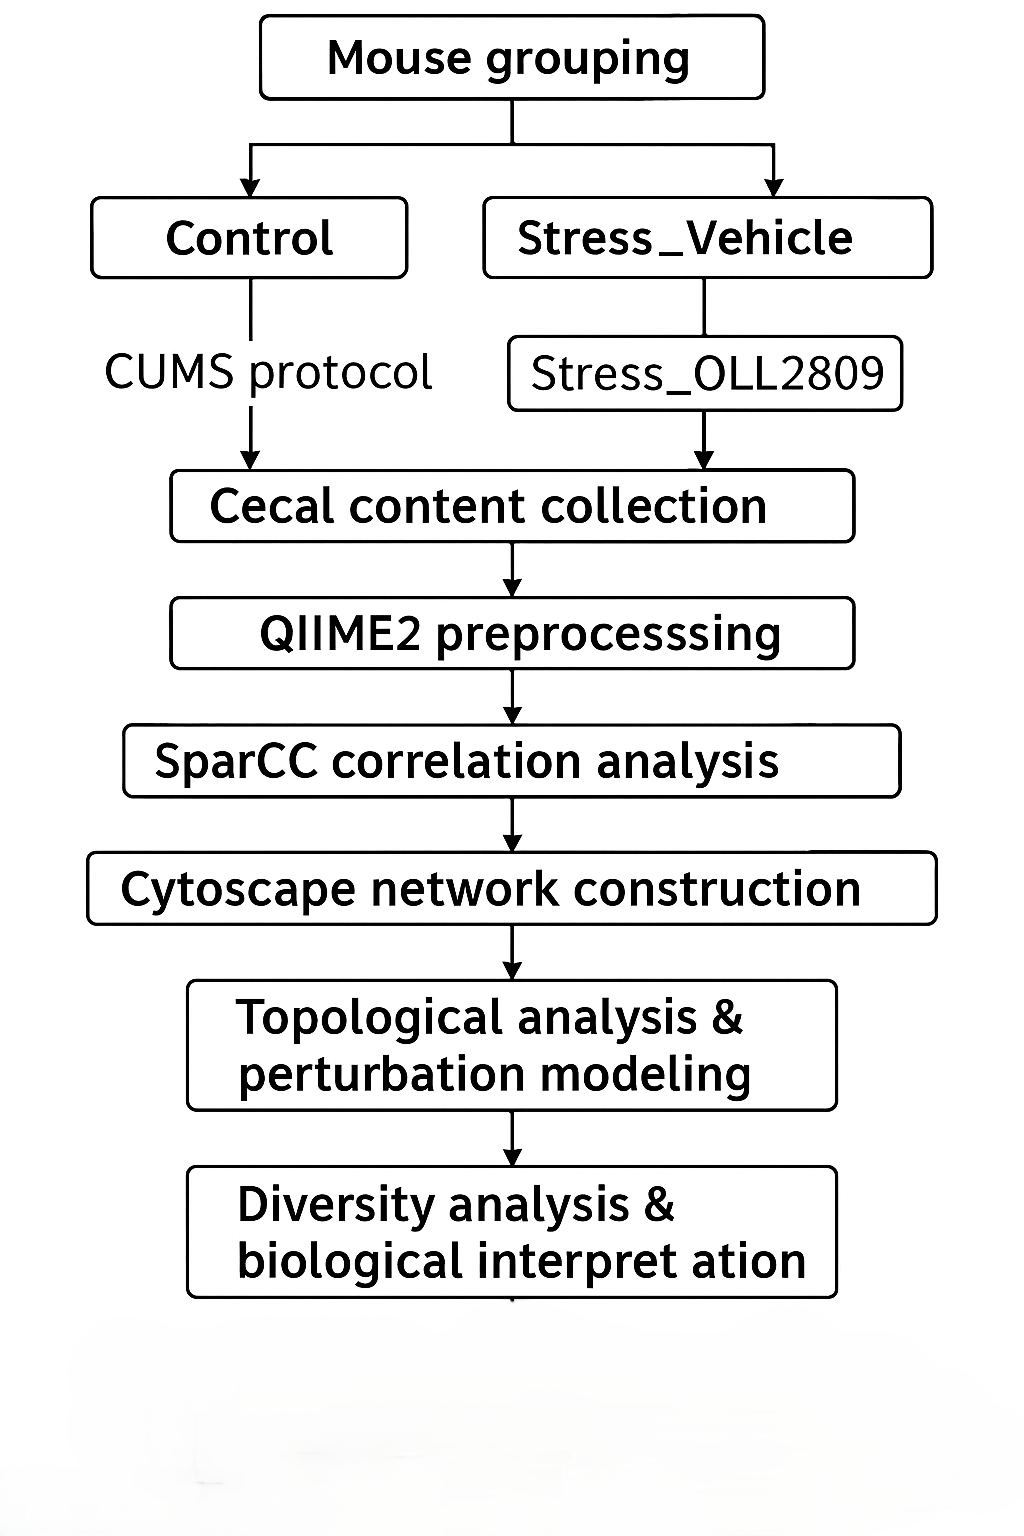 Mouse grouping
Control
Stress_Vehicle
CUMS protocol
Stress_OLL2809
Cecal content collection
QIIME2 preprocesssing
SparCC correlation analysis
Cytoscape network construction
Topological analysis &
perturbation modeling
Diversity analysis &
biological interpret ation